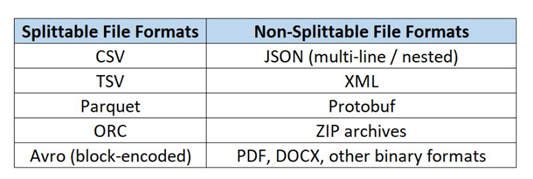 Splittable File Formats Non-Splittable File Formats
CSV JSON (multi-line / nested)
TSV XML
Parquet Protobuf
ORC ZIP archives
Avro (block-encoded) PDF, DOCX, other binary formats